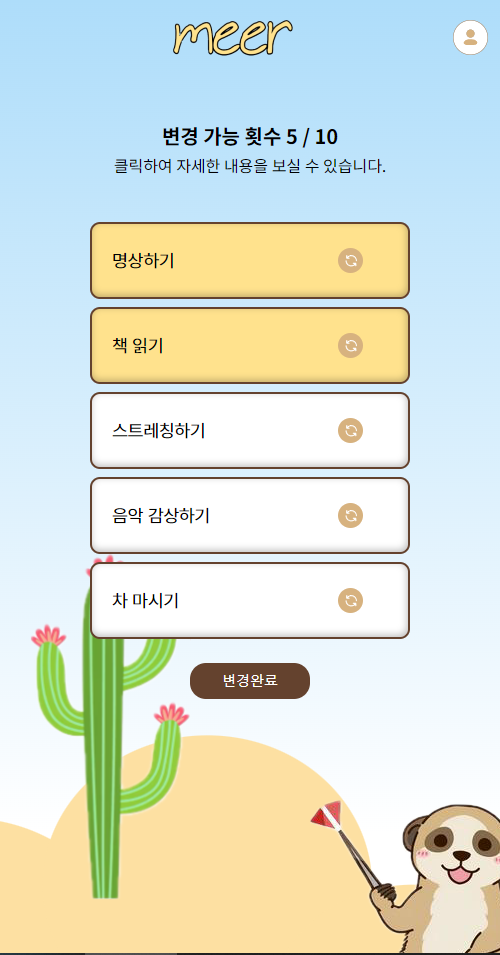 meer
변경 가능 횟수 5 / 10
클릭하여 자세한 내용을 보실 수 있습니다.
명상하기
책 읽기
스트레칭하기
음악 감상하기
차 마시기
변경완료